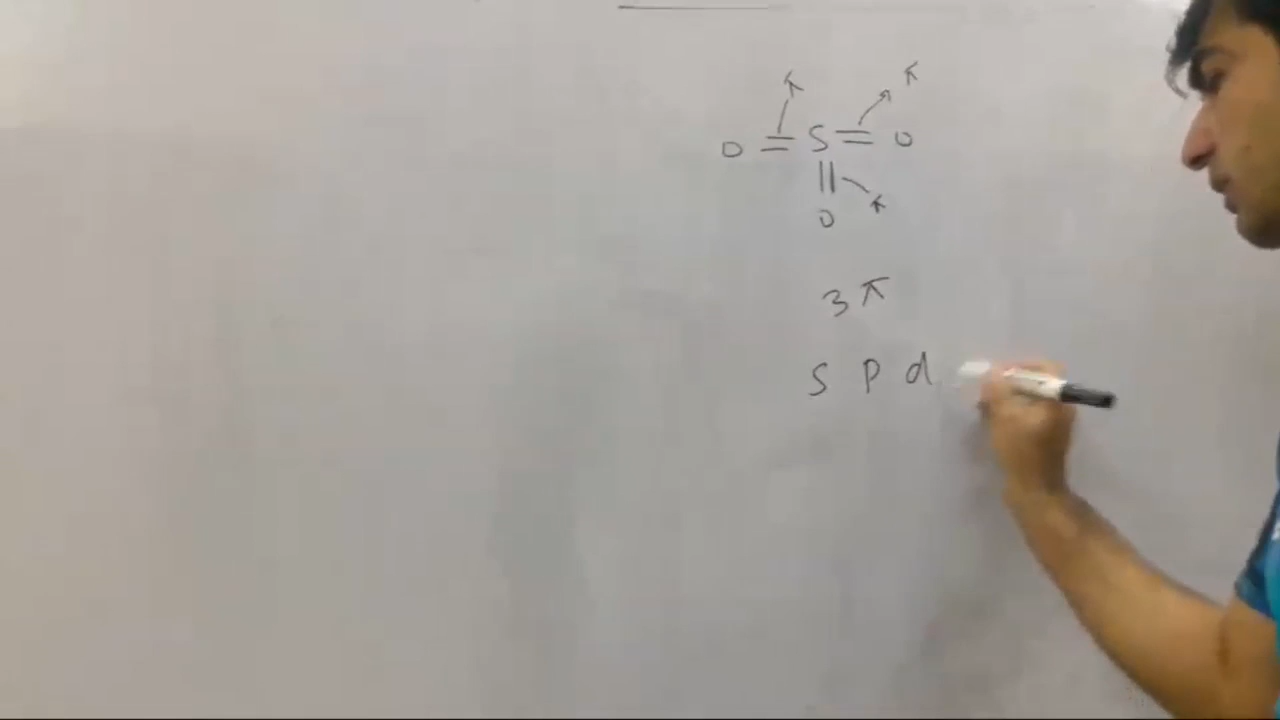 π π
O = S = O
||
O π
3 π
S P d